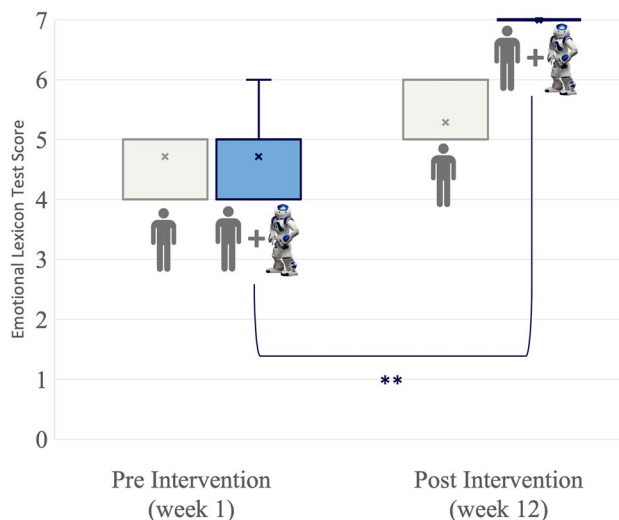 Emotional Lexicon Test Score
7
6
5
4
3
2
1
0
**
Pre Intervention
(week 1)
Post Intervention
(week 12)